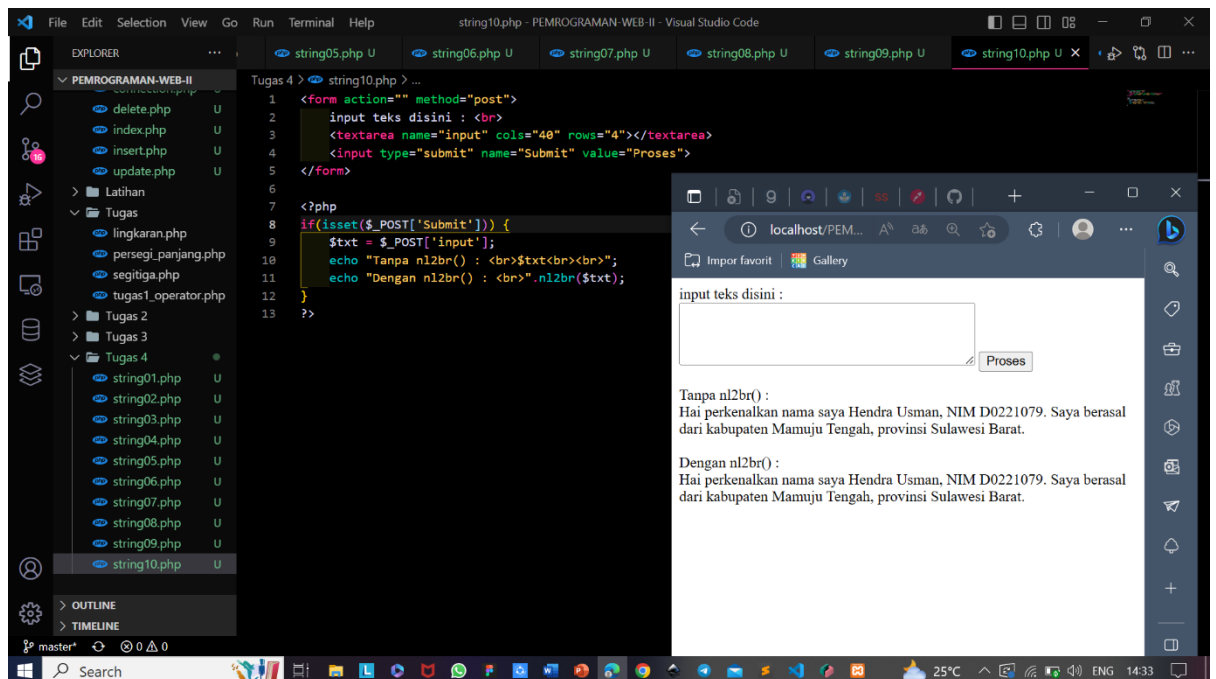 File Edit Selection View Go Run Terminal Help
string10.php - PEMROGRAMAN-WEB-II - Visual Studio Code
EXPLORER
string05.php U
string06.php U
string07.php U
string08.php U
string09.php U
string10.php U
PEMROGRAMAN-WEB-II
connection.php U
delete.php U
index.php U
insert.php U
update.php U
Latihan
Tugas
lingkaran.php
persegi_panjang.php
segitiga.php
tugas1_operator.php
Tugas 2
Tugas 3
Tugas 4
string01.php U
string02.php U
string03.php U
string04.php U
string05.php U
string06.php U
string07.php U
string08.php U
string09.php U
string10.php U
OUTLINE
TIMELINE
16
Tugas 4 > string10.php > ...
1 <form action="" method="post">
2 input teks disini : <br>
3 <textarea name="input" cols="40" rows="4"></textarea>
4 <input type="submit" name="Submit" value="Proses">
5 </form>
6
7 <?php
8 if(isset($_POST['Submit'])) {
9 $txt = $_POST['input'];
10 echo "Tanpa nl2br() : <br>$txt<br><br>";
11 echo "Dengan nl2br() : <br>".nl2br($txt);
12 }
13 ?>
localhost/PEM...
Impor favorit Gallery
input teks disini :
Proses
Tanpa nl2br() :
Hai perkenalkan nama saya Hendra Usman, NIM D0221079. Saya berasal
dari kabupaten Mamuju Tengah, provinsi Sulawesi Barat.
Dengan nl2br() :
Hai perkenalkan nama saya Hendra Usman, NIM D0221079. Saya berasal
dari kabupaten Mamuju Tengah, provinsi Sulawesi Barat.
master* 0 0
Search
25°C ENG 14:33